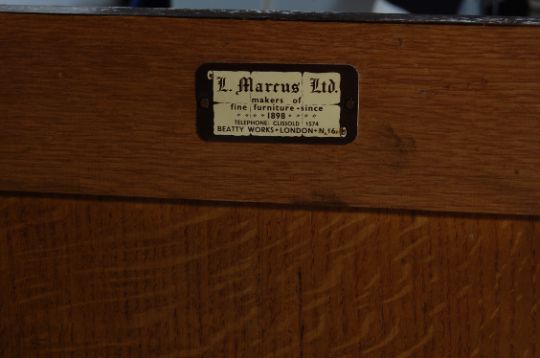 L. Marcus Ltd.
makers of
fine furniture - since
1898
TELEPHONE: CLISSOLD 1574
BEATTY WORKS • LONDON • N.16.